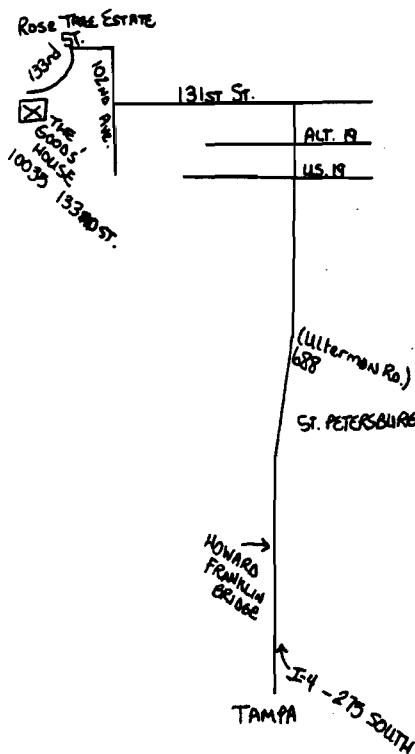 Rose Tree Estate
ST.
133rd
102ND AVE.
131ST ST.
ALT. 19
U.S. 19
THE
GOODS'
HOUSE
10035 133RD ST.
(Ulterman RD.)
688
ST. PETERSBURG
HOWARD
FRANKLIN
BRIDGE
I-4 - 275 SOUTH
TAMPA